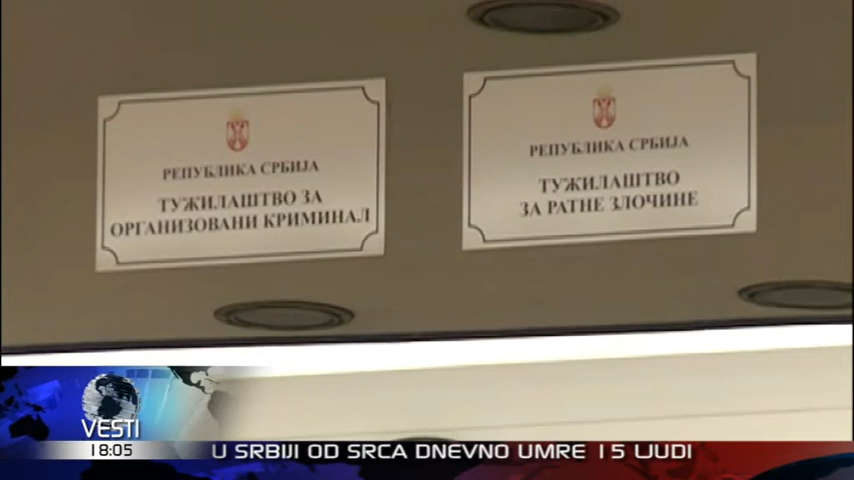 РЕПУБЛИКА СРБИЈА
ТУЖИЛАШТВО ЗА
ОРГАНИЗОВАНИ КРИМИНАЛ
РЕПУБЛИКА СРБИЈА
ТУЖИЛАШТВО
ЗА РАТНЕ ЗЛОЧИНЕ
VESTI
18:05
U SRBIJI OD SRCA DNEVNO UMRE 15 LJUDI